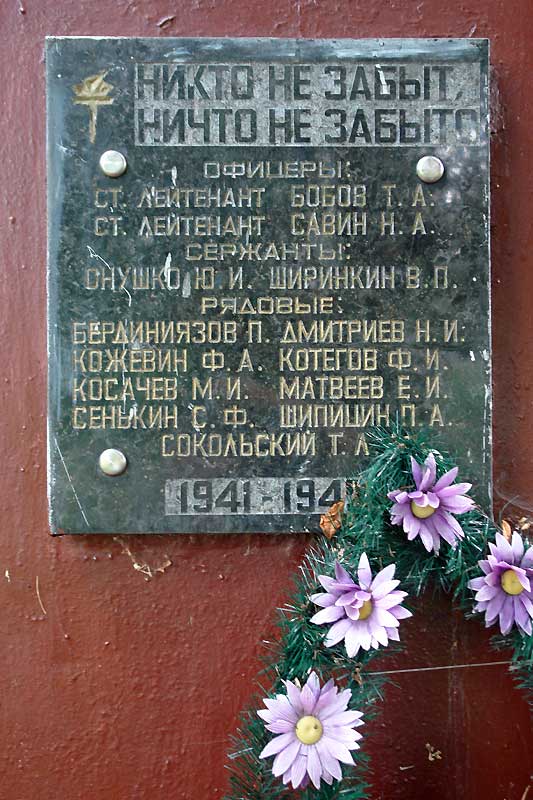 НИКТО НЕ ЗАБЫТ,
НИЧТО НЕ ЗАБЫТО
ОФИЦЕРЫ:
СТ. ЛЕЙТЕНАНТ БОБОВ Т. А.
СТ. ЛЕЙТЕНАНТ САВИН Н. А.
СЕРЖАНТЫ:
ОНУШКО Ю. И. ШИРИНКИН В. П.
РЯДОВЫЕ:
БЕРДИНИЯЗОВ П. ДМИТРИЕВ Н. И.
КОЖЕВИН Ф. А. КОТЕГОВ Ф. И.
КОСАЧЕВ М. И. МАТВЕЕВ Е. И.
СЕНЬКИН С. Ф. ШИПИЦИН П. А.
СОКОЛЬСКИЙ Т.
1941 -